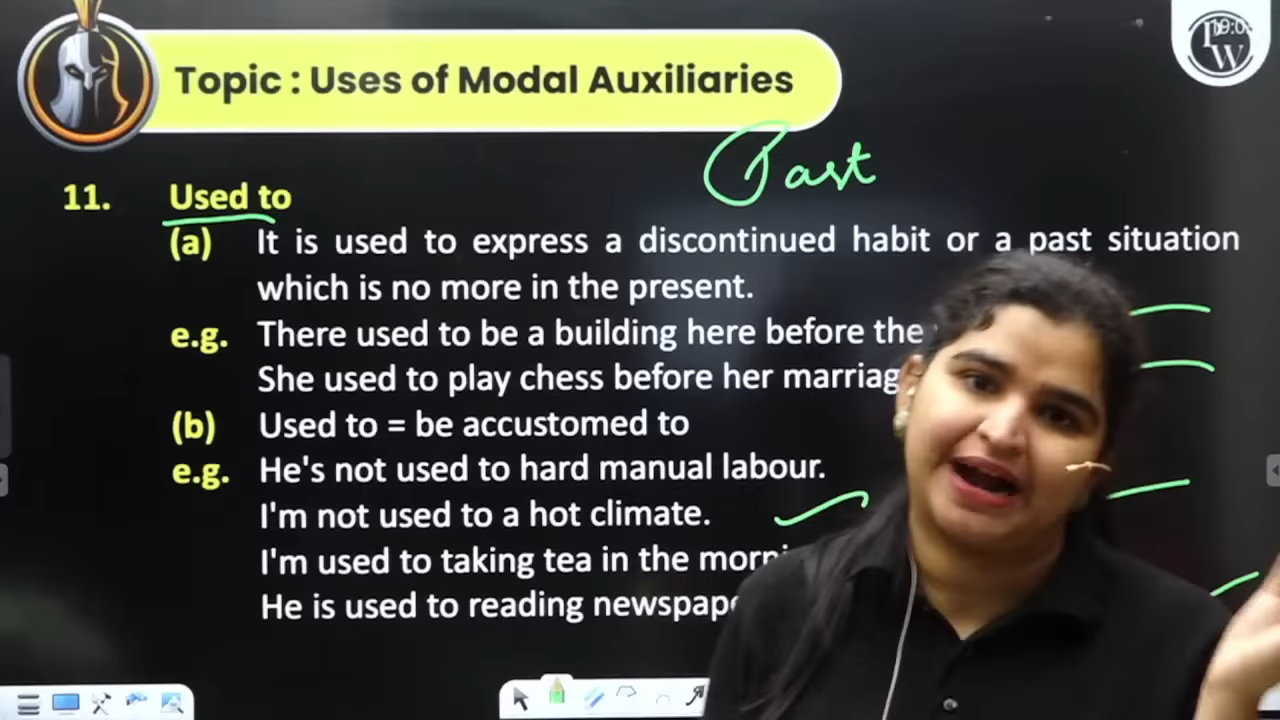 Topic : Uses of Modal Auxiliaries
Past
11. Used to
(a) It is used to express a discontinued habit or a past situation
which is no more in the present.
e.g. There used to be a building here before the
She used to play chess before her
(b) Used to = be accustomed to
e.g. He's not used to hard manual labour.
I'm not used to a hot climate.
I'm used to taking tea in the
He is used to reading